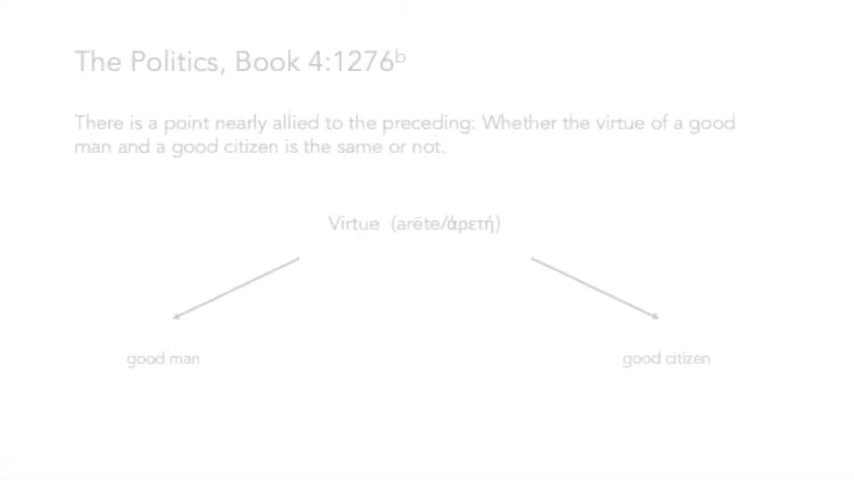 The Politics, Book 4:1276ᵇ
There is a point nearly allied to the preceding: Whether the virtue of a good
man and a good citizen is the same or not.
Virtue (arēte/ἀρετή)
good man
good citizen